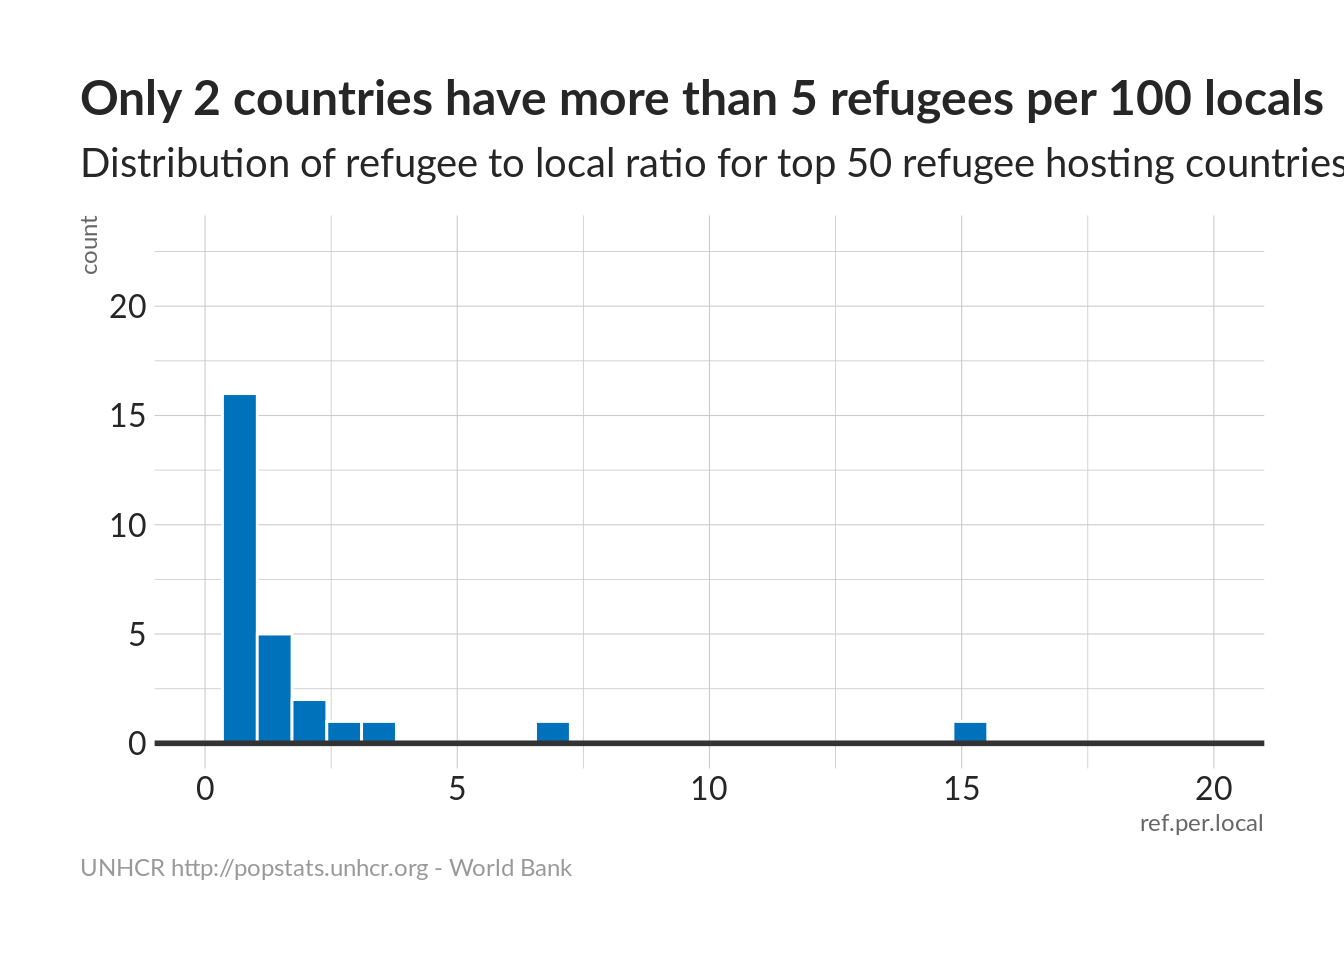 Only 2 countries have more than 5 refugees per 100 locals
Distribution of refugee to local ratio for top 50 refugee hosting countries
count
20
15
10
5
0
0 5 10 15 20
ref.per.local
UNHCR http://popstats.unhcr.org - World Bank